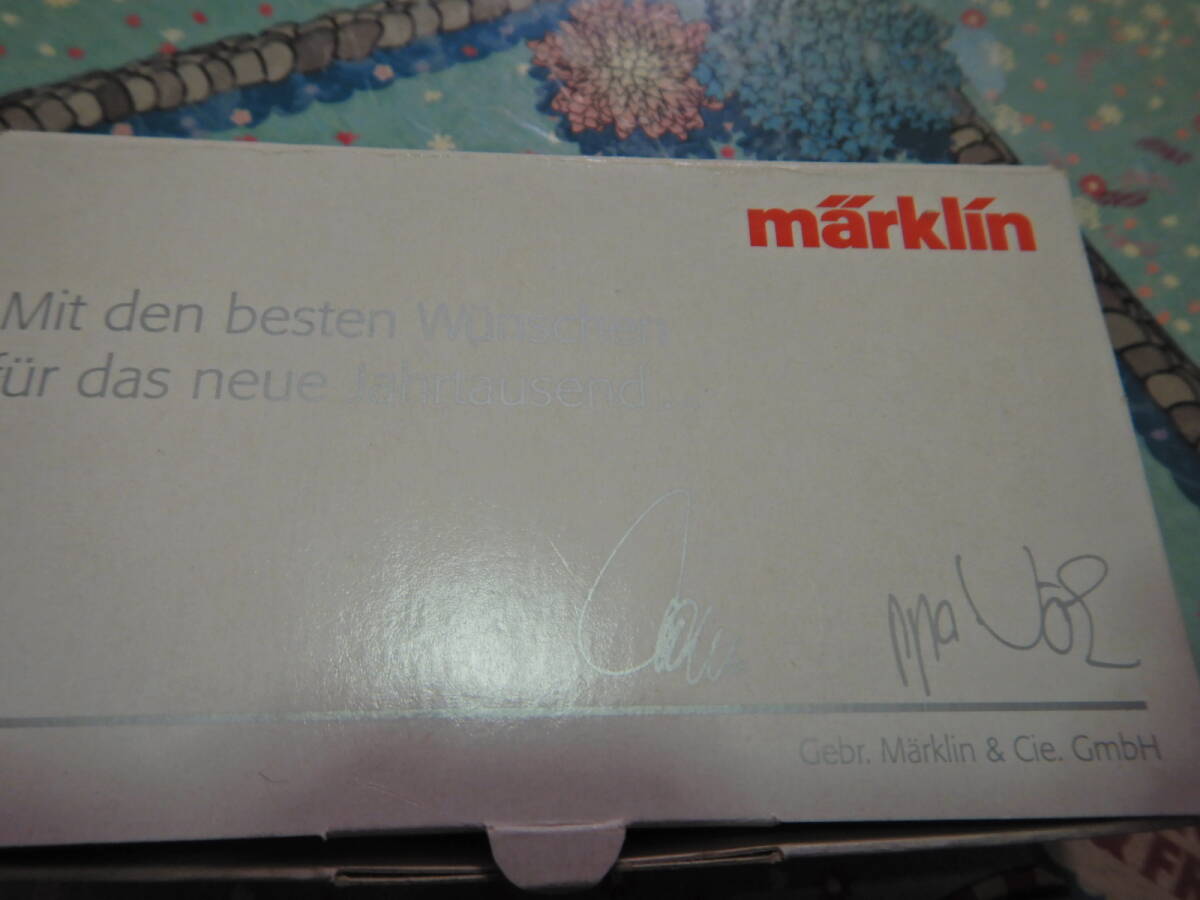 märklin
Mit den besten Wünschen
für das neue Jahrtausend...
Gebr. Märklin & Cie. GmbH